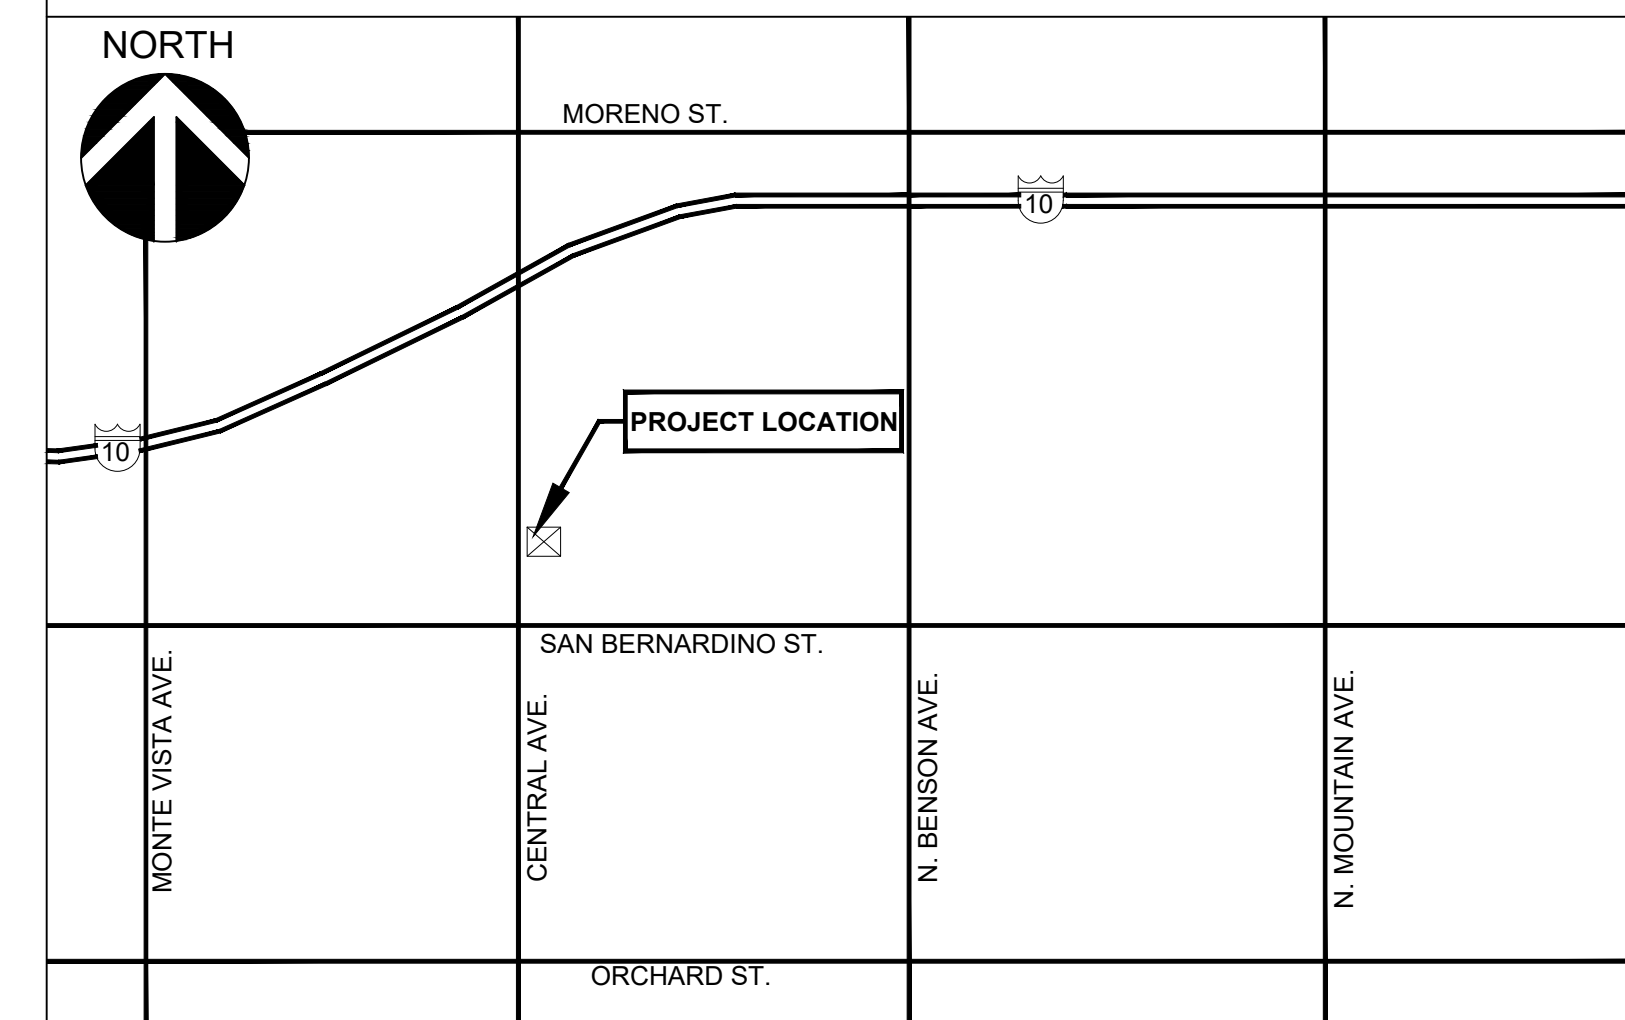 NORTH
MORENO ST.
10
PROJECT LOCATION
10
SAN BERNARDINO ST.
MONTE VISTA AVE.
CENTRAL AVE.
N. BENSON AVE.
N. MOUNTAIN AVE.
ORCHARD ST.